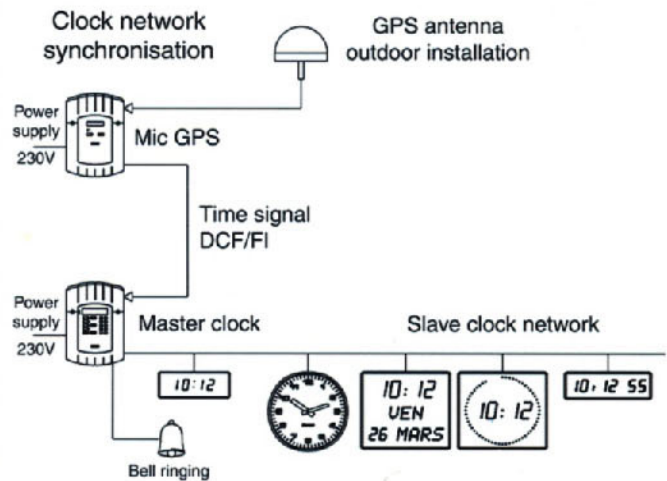 Clock network
synchronisation
GPS antenna
outdoor installation
Power
supply
230V
Mic GPS
Time signal
DCF/FI
Power
supply
230V
Master clock
Slave clock network
10:12
10:12
VEN
26 MARS
10:12
10:12 55
Bell ringing